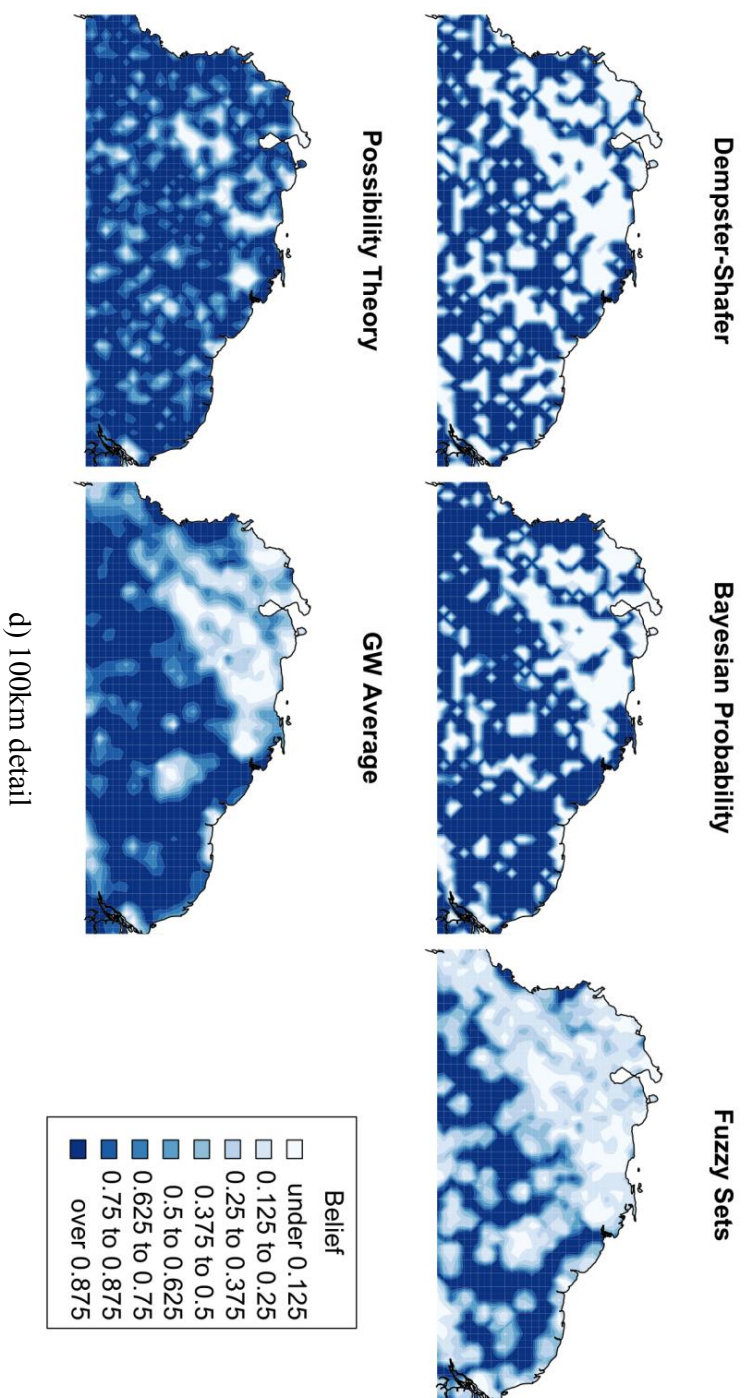 Dempster-Shafer
Bayesian Probability
Fuzzy Sets
Possibility Theory
GW Average
Belief
under 0.125
0.125 to 0.25
0.25 to 0.375
0.375 to 0.5
0.5 to 0.625
0.625 to 0.75
0.75 to 0.875
over 0.875
d) 100km detail